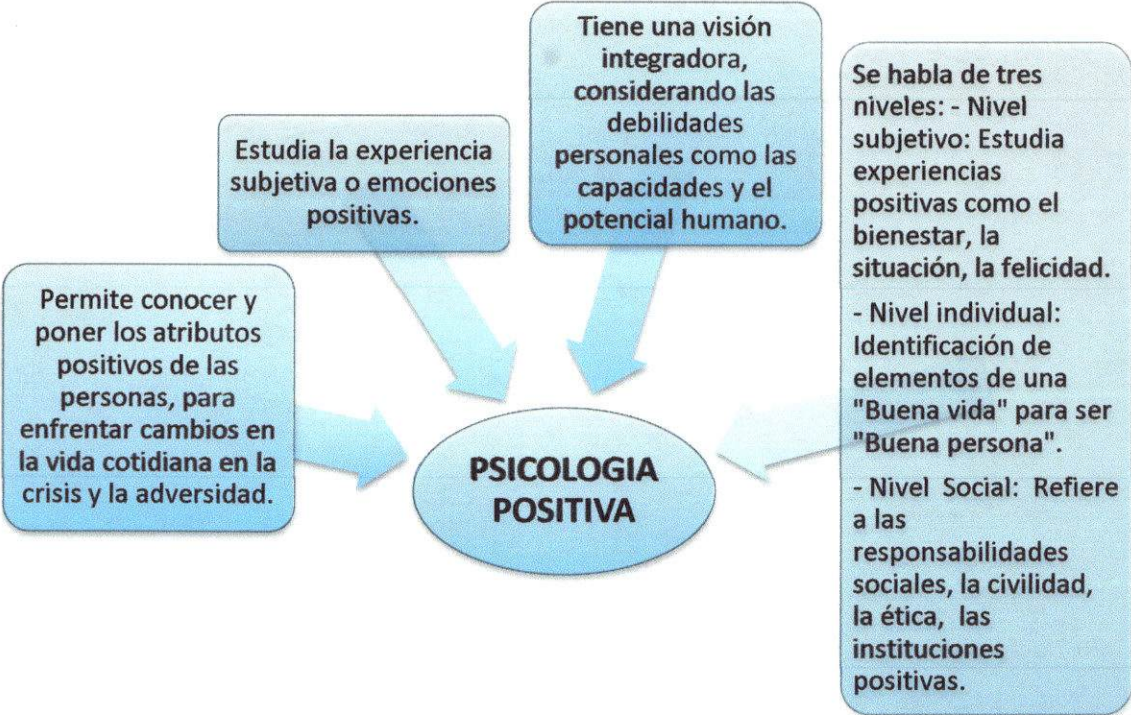 Tiene una visión
integradora,
considerando las
debilidades
personales como las
capacidades y el
potencial humano.
Estudia la experiencia
subjetiva o emociones
positivas.
Permite conocer y
poner los atributos
positivos de las
personas, para
enfrentar cambios en
la vida cotidiana en la
crisis y la adversidad.
PSICOLOGIA
POSITIVA
Se habla de tres
niveles: - Nivel
subjetivo: Estudia
experiencias
positivas como el
bienestar, la
situación, la felicidad.
- Nivel individual:
Identificación de
elementos de una
"Buena vida" para ser
"Buena persona".
- Nivel Social: Refiere
a las
responsabilidades
sociales, la civilidad,
la ética, las
instituciones
positivas.